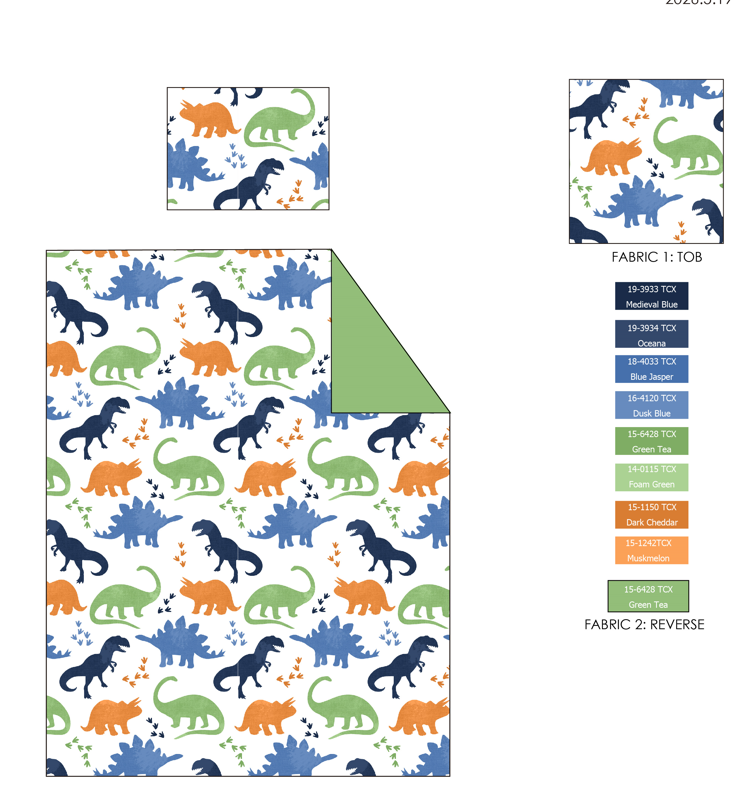 FABRIC 1: TOB
19-3933 TCX
Medieval Blue
19-3934 TCX
Oceana
18-4033 TCX
Blue Jasper
16-4120 TCX
Dusk Blue
15-6428 TCX
Green Tea
14-0115 TCX
Foam Green
15-1150 TCX
Dark Cheddar
15-1242TCX
Muskmelon
15-6428 TCX
Green Tea
FABRIC 2: REVERSE